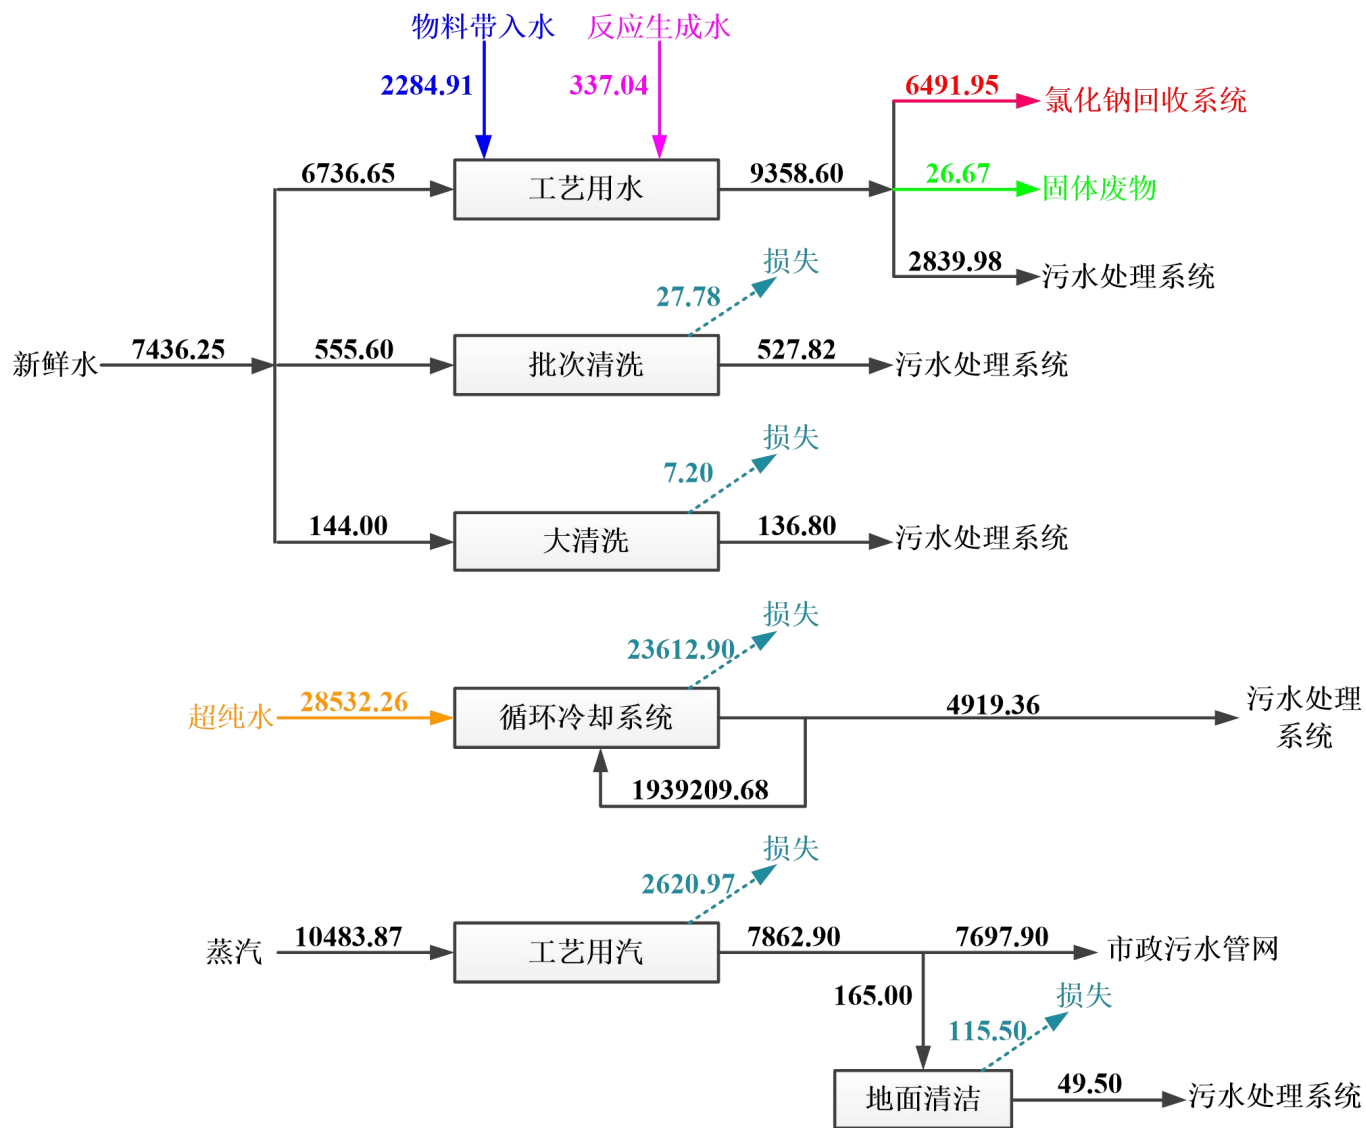 物料带入水
反应生成水
2284.91
337.04
6491.95
氯化钠回收系统
6736.65
工艺用水
9358.60
26.67
固体废物
2839.98
污水处理系统
损失
27.78
新鲜水
7436.25
555.60
批次清洗
527.82
污水处理系统
损失
7.20
144.00
大清洗
136.80
污水处理系统
损失
23612.90
超纯水
28532.26
循环冷却系统
4919.36
污水处理
系统
1939209.68
损失
2620.97
蒸汽
10483.87
工艺用汽
7862.90
7697.90
市政污水管网
165.00
损失
115.50
地面清洁
49.50
污水处理系统